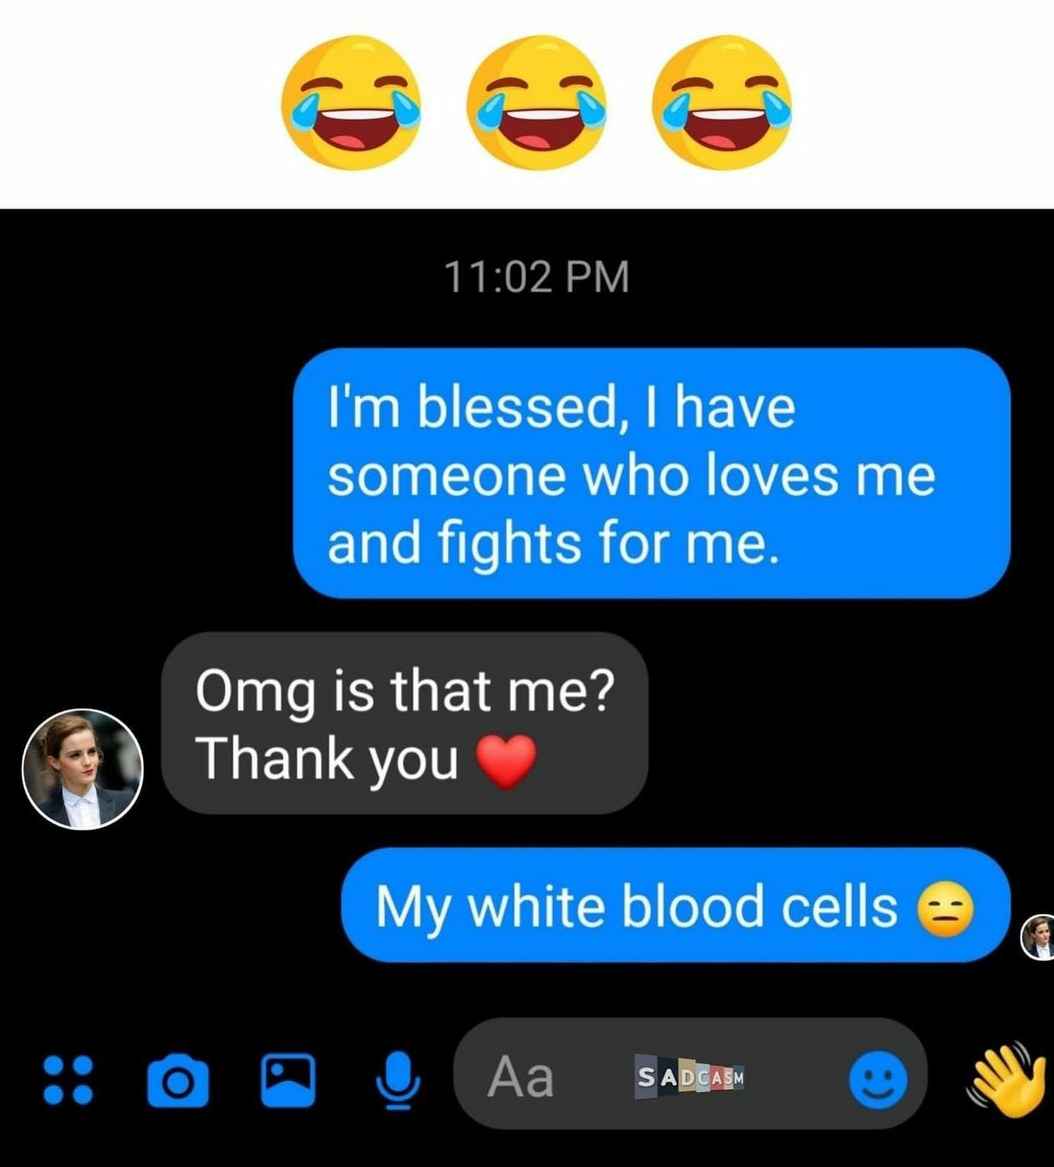 11:02 PM
I'm blessed, I have
someone who loves me
and fights for me.
Omg is that me?
Thank you ❤️
My white blood cells 😑
Aa
SADCASM